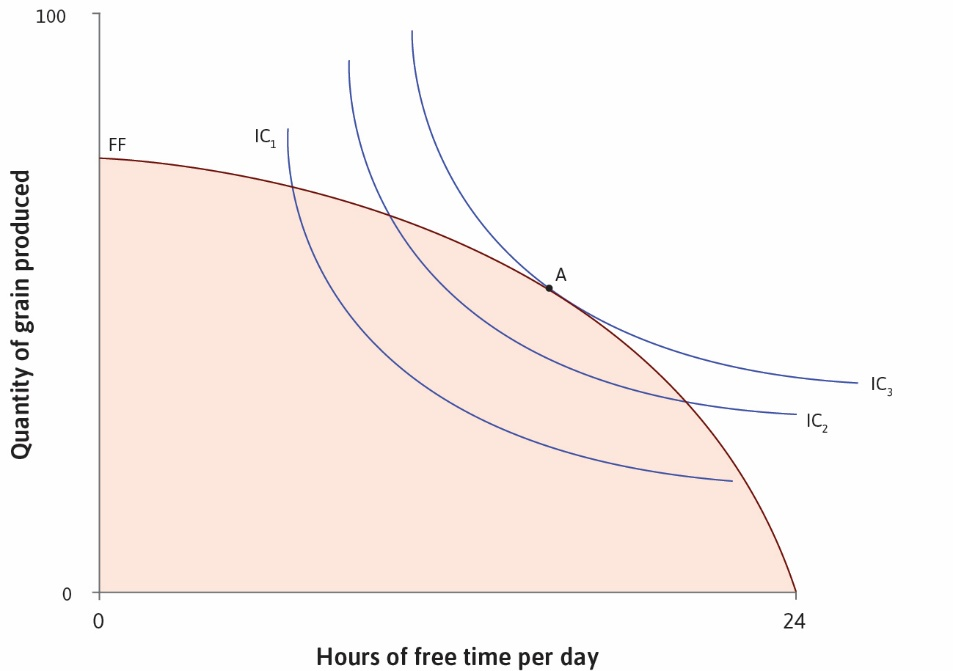 100
FF
IC₁
A
IC₃
IC₂
Quantity of grain produced
0
0
24
Hours of free time per day